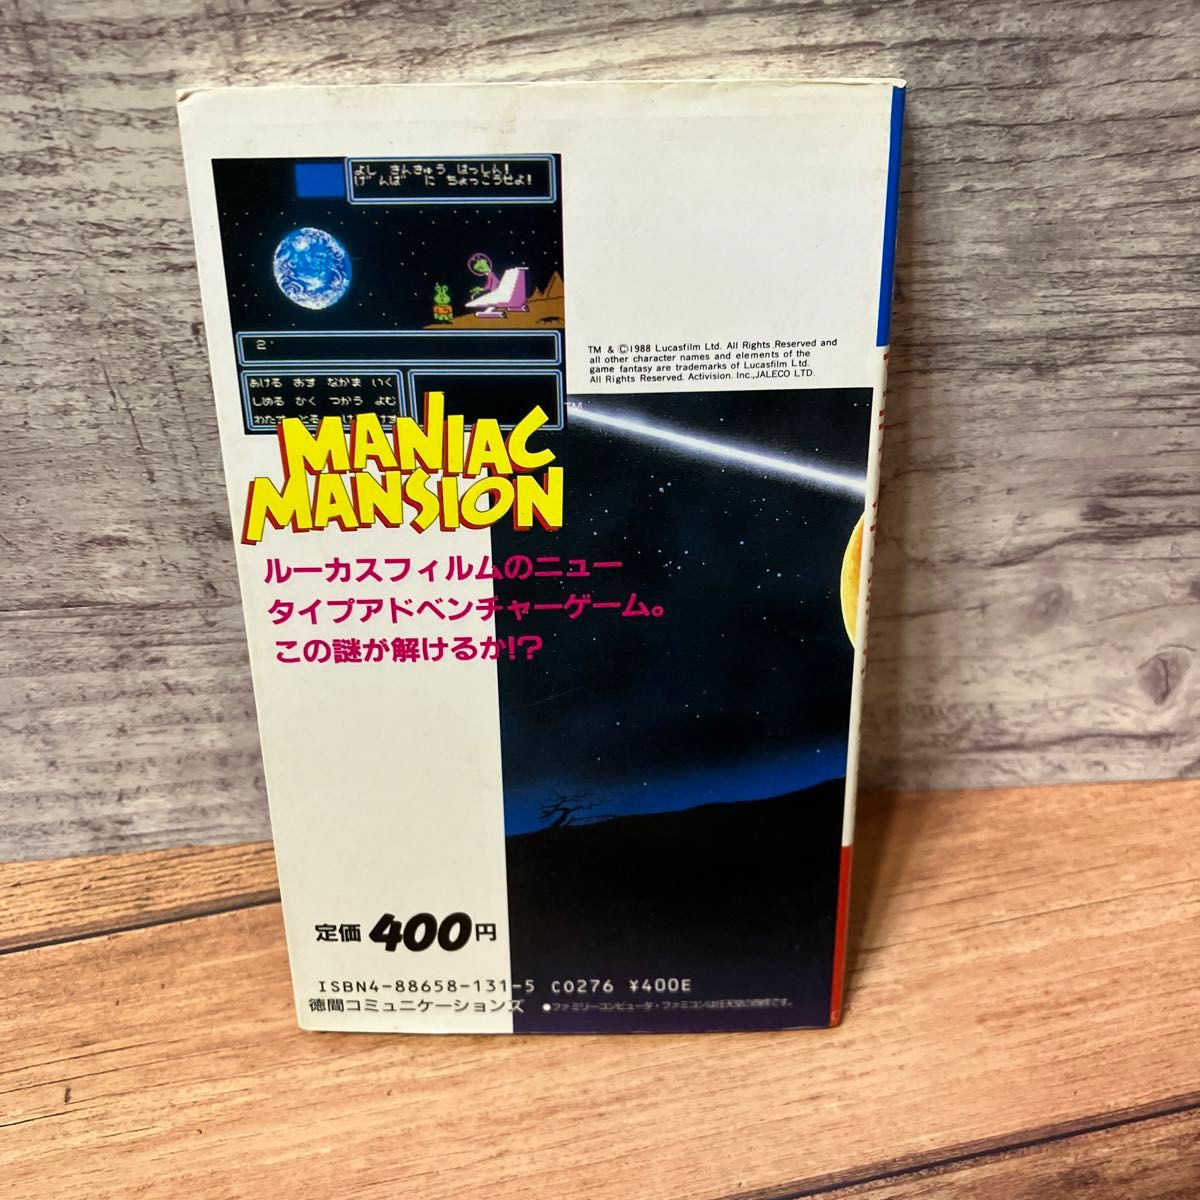 よし きんきゅう はっしん!
げんば に ちょっこうせよ!
TM & ©1988 Lucasfilm Ltd. All Rights Reserved and
all other character names and elements of the
game fantasy are trademarks of Lucasfilm Ltd.
All Rights Reserved. Activision. Inc.,JALECO LTD.
2'
あける おす なかま いく
しめる ひく つかう よむ
MANIAC
MANSION
TM
ルーカスフィルムのニュー
タイプアドベンチャーゲーム。
この謎が解けるか!?
定価 400円
ISBN4-88658-131-5 C0276 ¥400E
徳間コミュニケーションズ ●ファミリーコンピュータ・ファミコンは任天堂の商標です。